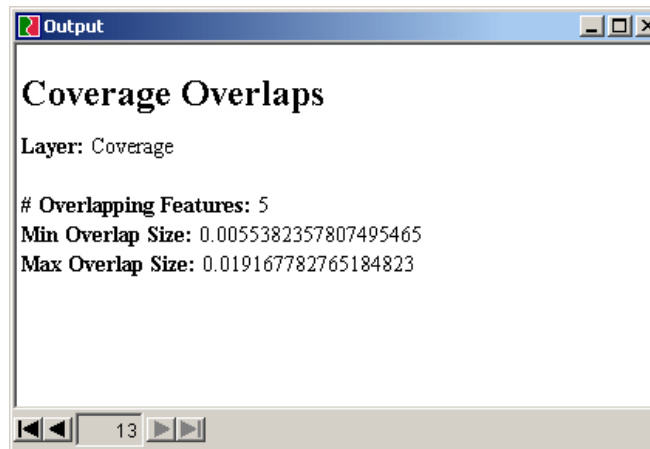 Output
Coverage Overlaps
Layer: Coverage
# Overlapping Features: 5
Min Overlap Size: 0.0055382357807495465
Max Overlap Size: 0.019167782765184823
13